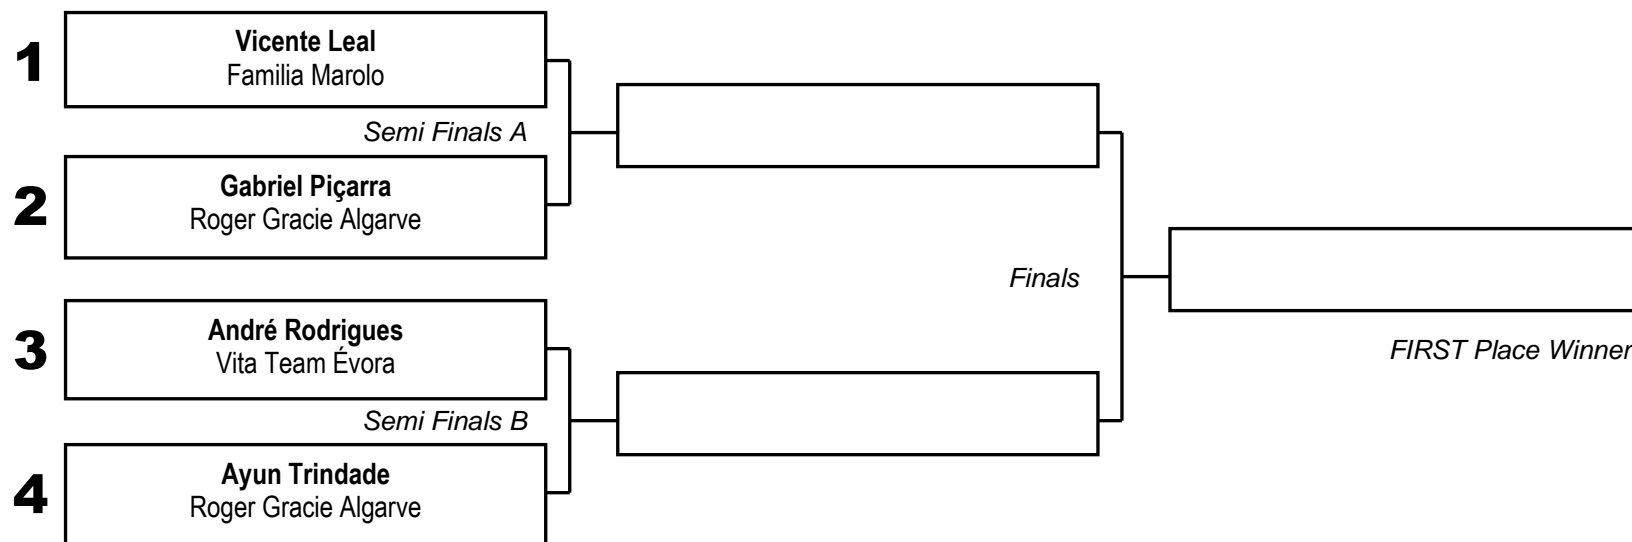 1
Vicente Leal
Familia Marolo
Semi Finals A
2
Gabriel Piçarra
Roger Gracie Algarve
Finals
3
André Rodrigues
Vita Team Évora
FIRST Place Winner
Semi Finals B
4
Ayun Trindade
Roger Gracie Algarve